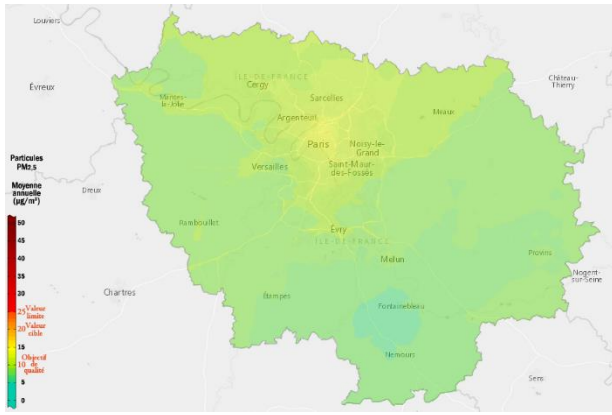 Louviers
Évreux
Dreux
Chartres
Château-
Thierry
Nogent-
sur-Seine
Sens
ÎLE-DE-FRANCE
Cergy
Sarcelles
Mantes-
la-Jolie
Argenteuil
Meaux
Paris
Noisy-le-
Grand
Versailles
Saint-Maur-
des-Fossés
Rambouillet
Évry
ÎLE-DE-FRANCE
Melun
Provins
Étampes
Fontainebleau
Nemours
Particules
PM2.5
Moyenne
annuelle
(µg/m³)
50
45
40
35
30
25 Valeur
limite
20 Valeur
cible
15
10 Objectif
de
qualité
5
0